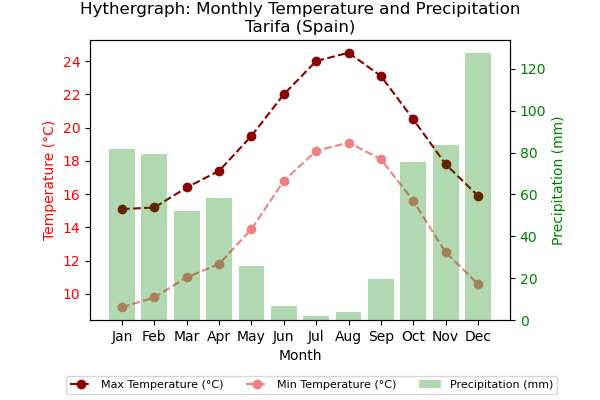 Hythergraph: Monthly Temperature and Precipitation
Tarifa (Spain)
Temperature (°C)
24
22
20
18
16
14
12
10
120
100
80
60
40
20
0
Precipitation (mm)
Jan Feb Mar Apr May Jun Jul Aug Sep Oct Nov Dec
Month
Max Temperature (°C) Min Temperature (°C) Precipitation (mm)